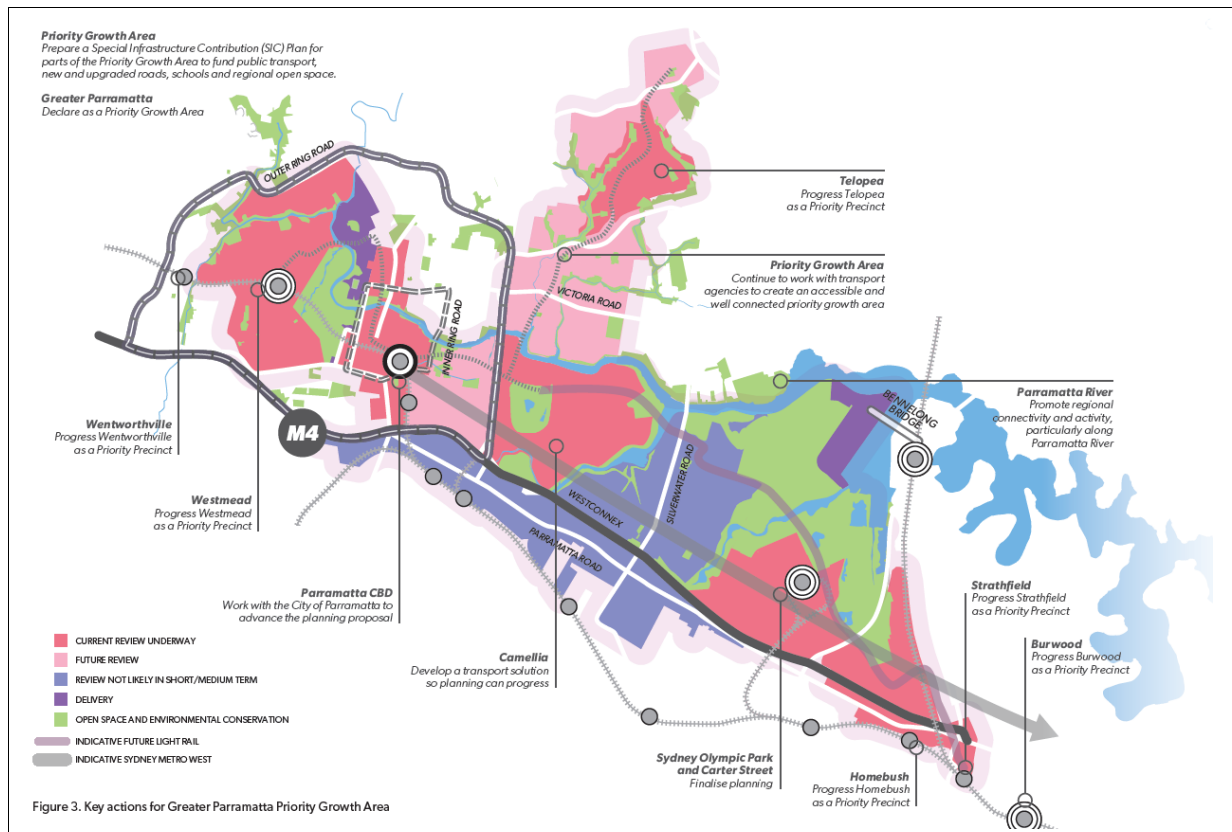 Priority Growth Area
Prepare a Special Infrastructure Contribution (SIC) Plan for
parts of the Priority Growth Area to fund public transport,
new and upgraded roads, schools and regional open space.
Greater Parramatta
Declare as a Priority Growth Area
OUTER RING ROAD
Telopea
Progress Telopea
as a Priority Precinct
Priority Growth Area
Continue to work with transport
agencies to create an accessible and
well connected priority growth area
VICTORIA ROAD
INNER RING ROAD
Parramatta River
Promote regional
connectivity and activity,
particularly along
Parramatta River
BENNELONG
BRIDGE
Wentworthville
Progress Wentworthville
as a Priority Precinct
M4
Westmead
Progress Westmead
as a Priority Precinct
SILVERWATER ROAD
WESTCONNEX
PARRAMATTA ROAD
Parramatta CBD
Work with the City of Parramatta to
advance the planning proposal
Strathfield
Progress Strathfield
as a Priority Precinct
Camellia
Develop a transport solution
so planning can progress
Burwood
Progress Burwood
as a Priority Precinct
CURRENT REVIEW UNDERWAY
FUTURE REVIEW
REVIEW NOT LIKELY IN SHORT/MEDIUM TERM
DELIVERY
OPEN SPACE AND ENVIRONMENTAL CONSERVATION
INDICATIVE FUTURE LIGHT RAIL
INDICATIVE SYDNEY METRO WEST
Sydney Olympic Park
and Carter Street
Finalise planning
Homebush
Progress Homebush
as a Priority Precinct
Figure 3. Key actions for Greater Parramatta Priority Growth Area